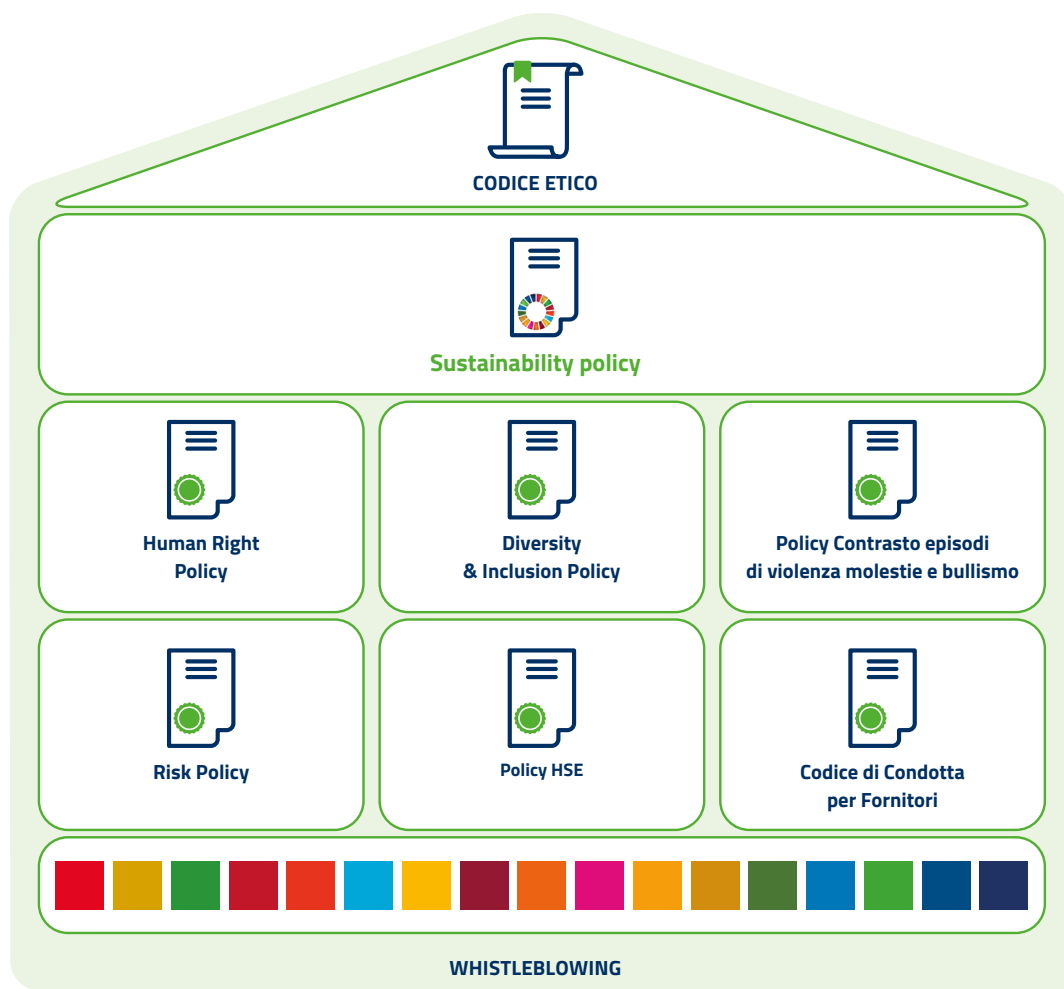 CODICE ETICO
Sustainability policy
Human Right
Policy
Diversity
& Inclusion Policy
Policy Contrasto episodi
di violenza molestie e bullismo
Risk Policy
Policy HSE
Codice di Condotta
per Fornitori
WHISTLEBLOWING